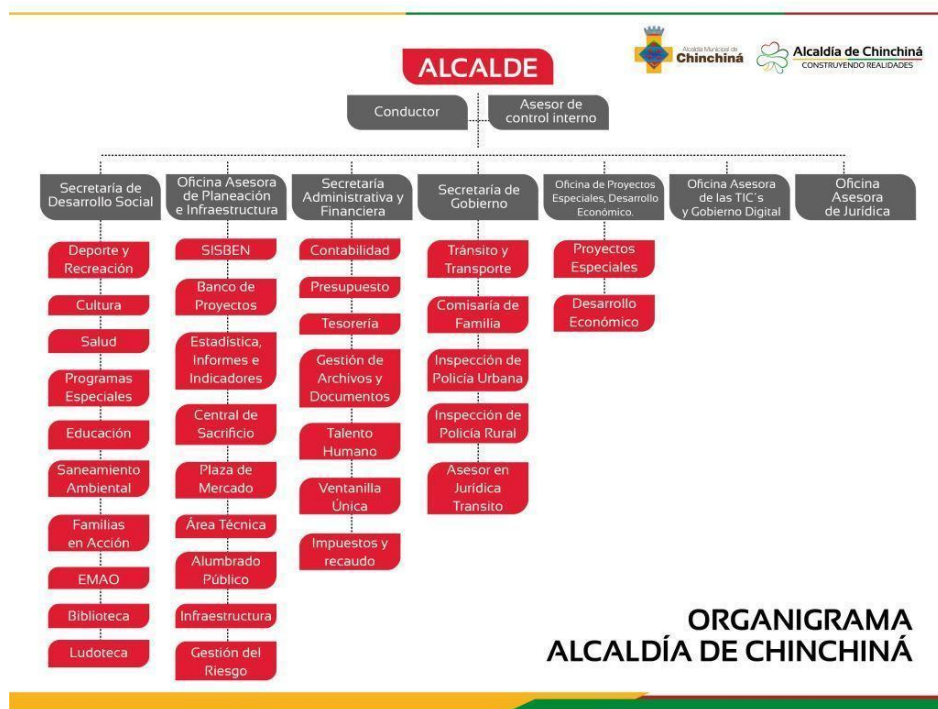 Alcaldía Municipal de
Chinchiná
Alcaldía de Chinchiná
CONSTRUYENDO REALIDADES
ALCALDE
Conductor
Asesor de
control interno
Secretaría de
Desarrollo Social
Oficina Asesora
de Planeación
e Infraestructura
Secretaría
Administrativa y
Financiera
Secretaría de
Gobierno
Oficina de Proyectos
Especiales, Desarrollo
Económico.
Oficina Asesora
de las TIC´s
y Gobierno Digital
Oficina
Asesora
de Jurídica
Deporte y
Recreación
Cultura
Salud
Programas
Especiales
Educación
Saneamiento
Ambiental
Familias
en Acción
EMAO
Biblioteca
Ludoteca
SISBEN
Banco de
Proyectos
Estadística,
Informes e
Indicadores
Central de
Sacrificio
Plaza de
Mercado
Área Técnica
Alumbrado
Público
Infraestructura
Gestión del
Riesgo
Contabilidad
Presupuesto
Tesorería
Gestión de
Archivos y
Documentos
Talento
Humano
Ventanilla
Única
Impuestos y
recaudo
Tránsito y
Transporte
Comisaría de
Familia
Inspección de
Policía Urbana
Inspección de
Policía Rural
Asesor en
Jurídica
Transito
Proyectos
Especiales
Desarrollo
Económico
ORGANIGRAMA
ALCALDÍA DE CHINCHINÁ